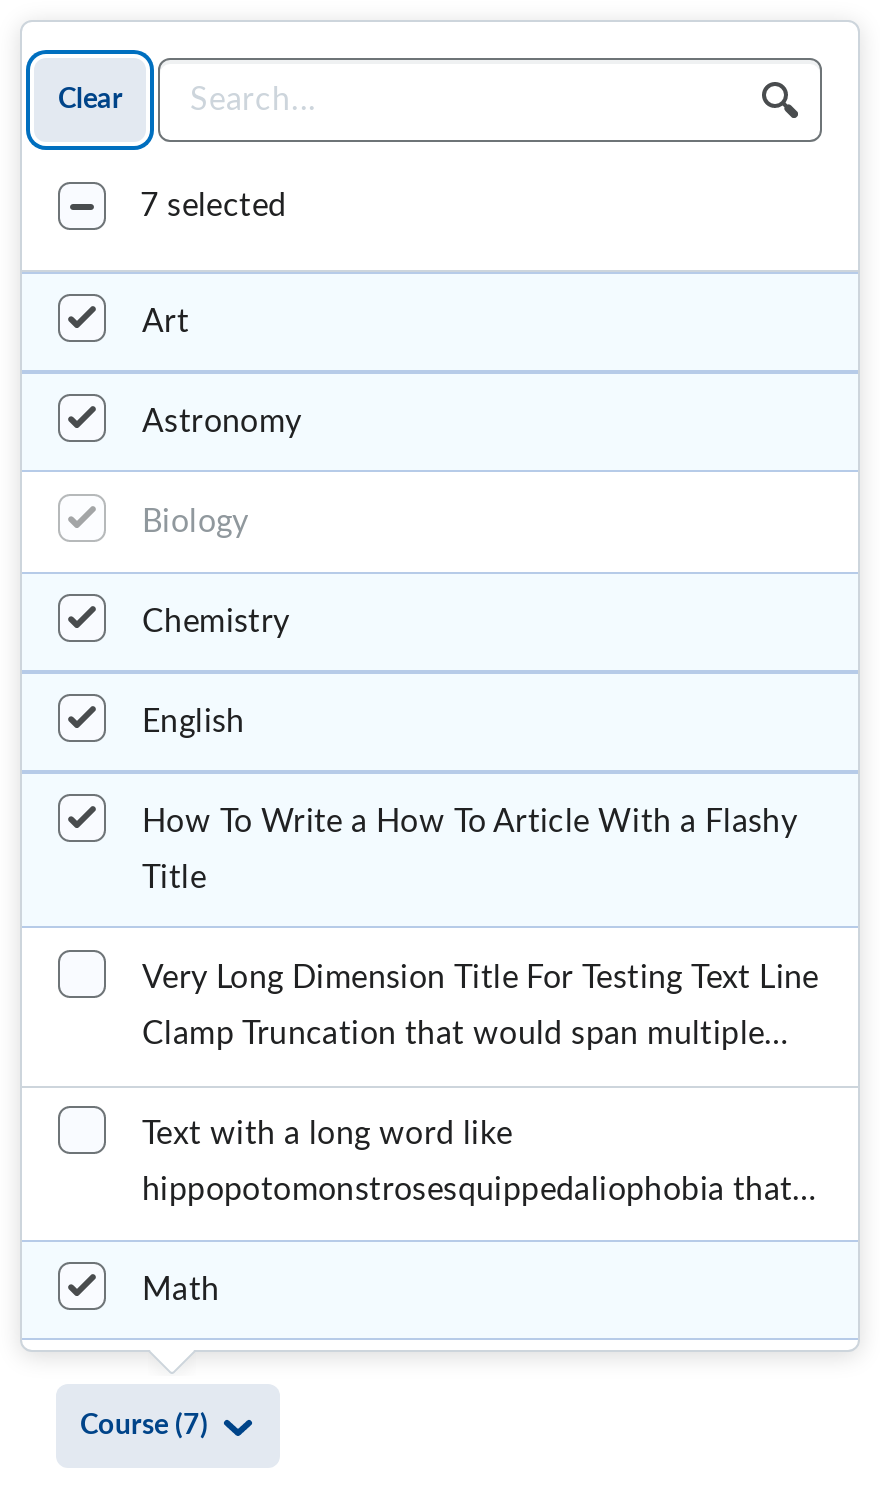 Clear
Search...
7 selected
Art
Astronomy
Biology
Chemistry
English
How To Write a How To Article With a Flashy
Title
Very Long Dimension Title For Testing Text Line
Clamp Truncation that would span multiple...
Text with a long word like
hippopotomonstrosesquippedaliophobia that...
Math
Course (7)